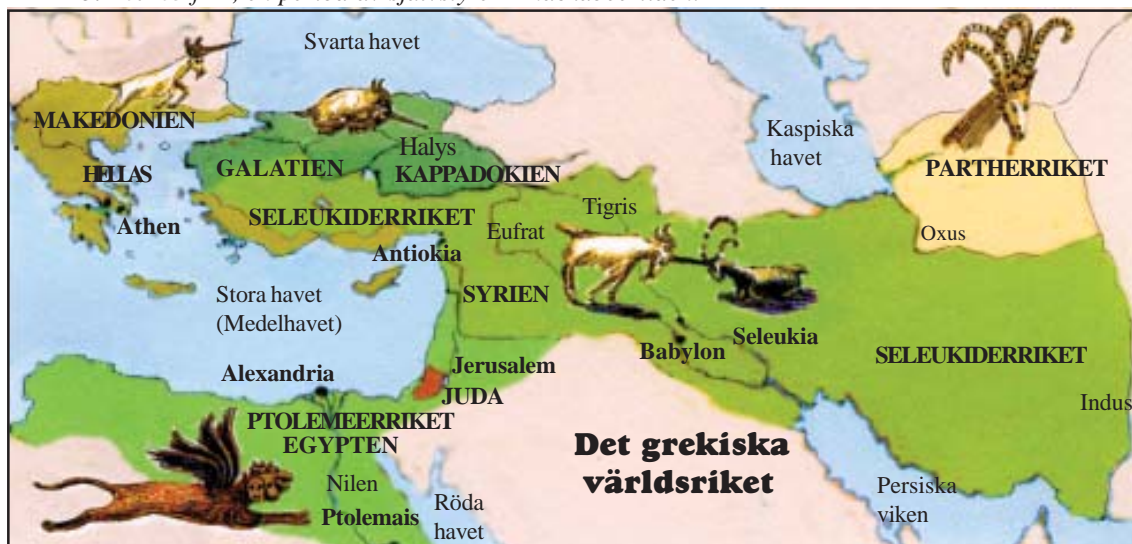 Svarta havet
MAKEDONIEN
HELLAS
Athen
GALATIEN
Halys
KAPPADOKIEN
Kaspiska
havet
PARTHERRIKET
Oxus
SELEUKIDERRIKET
Tigris
Eufrat
Antiokia
SYRIEN
Stora havet
(Medelhavet)
Seleukia
Babylon
SELEUKIDERRIKET
Indus
Alexandria
Jerusalem
JUDA
PTOLEMEERRIKET
EGYPTEN
Nilen
Ptolemais
Röda
havet
Det grekiska
världsriket
Persiska
viken